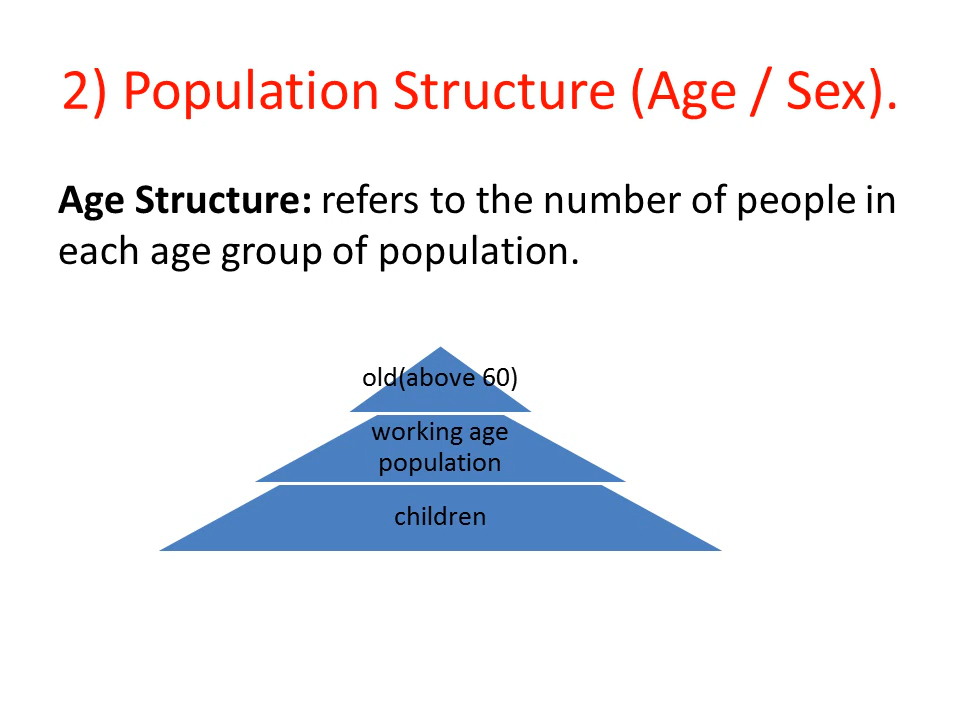 2) Population Structure (Age / Sex).
Age Structure: refers to the number of people in
each age group of population.
old(above 60)
working age
population
children